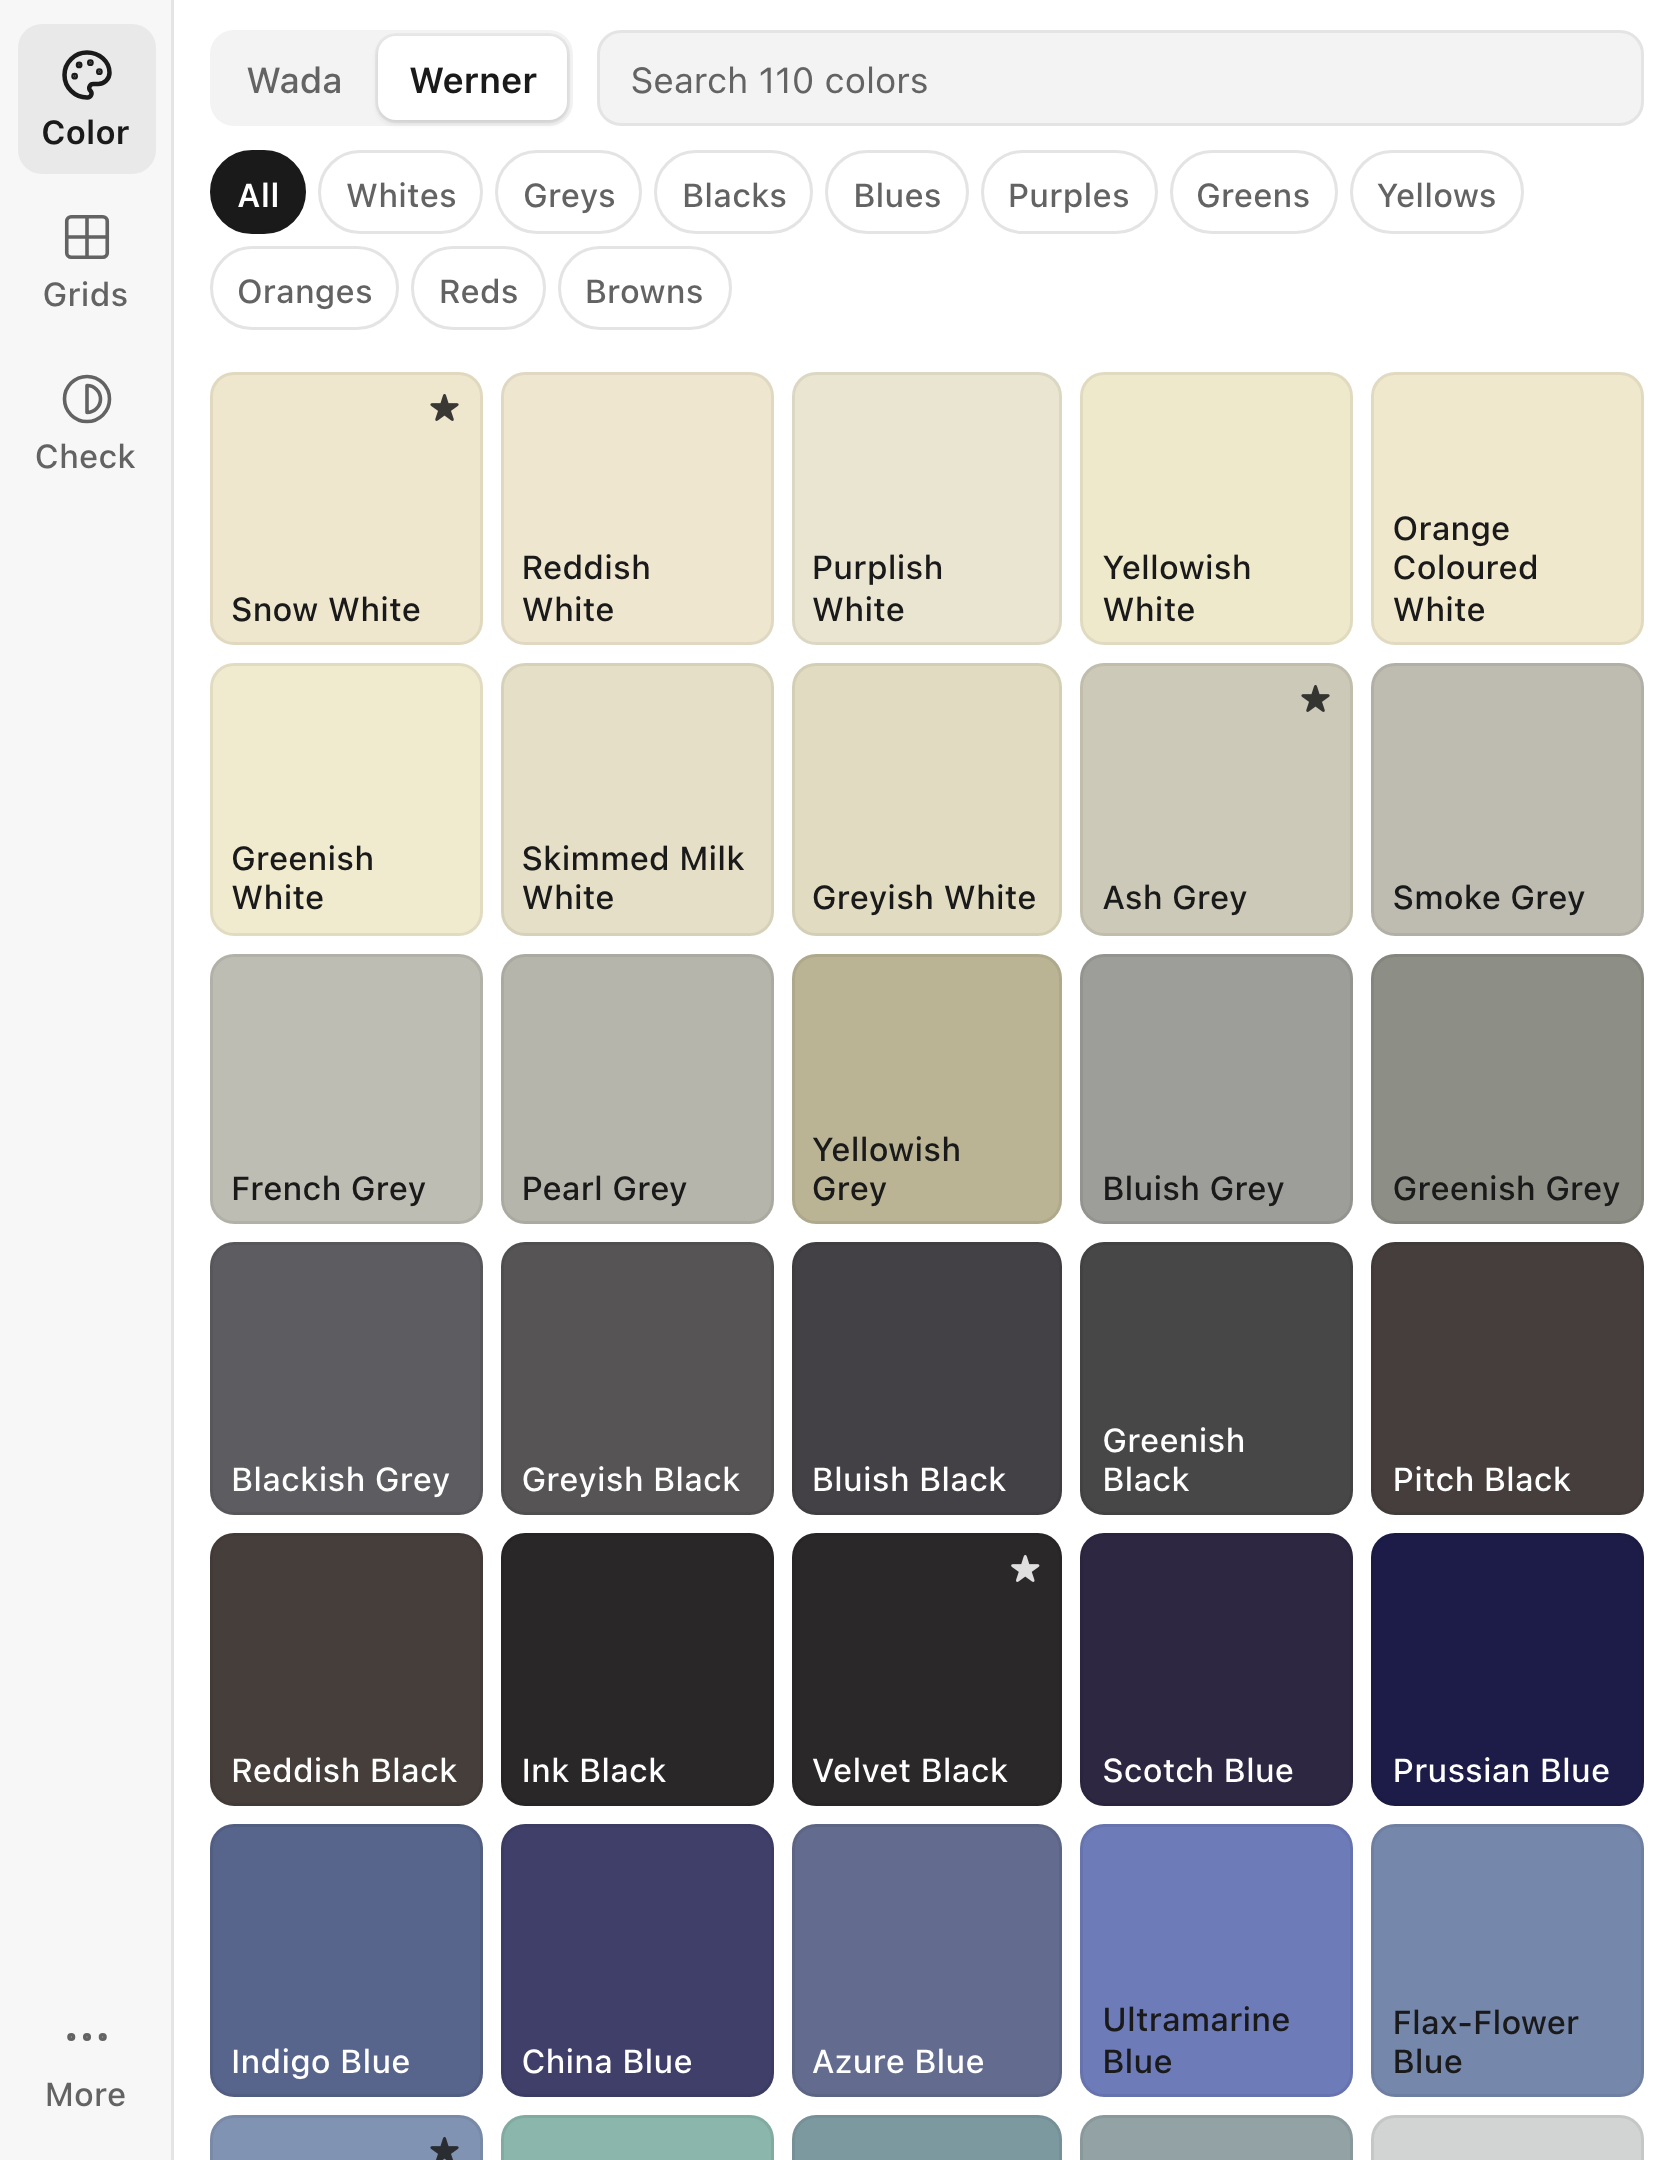 Color
Grids
Check
More
Wada
Werner
Search 110 colors
All
Whites
Greys
Blacks
Blues
Purples
Greens
Yellows
Oranges
Reds
Browns
Snow White
Reddish
White
Purplish
White
Yellowish
White
Orange
Coloured
White
Greenish
White
Skimmed Milk
White
Greyish White
Ash Grey
Smoke Grey
French Grey
Pearl Grey
Yellowish
Grey
Bluish Grey
Greenish Grey
Blackish Grey
Greyish Black
Bluish Black
Greenish
Black
Pitch Black
Reddish Black
Ink Black
Velvet Black
Scotch Blue
Prussian Blue
Indigo Blue
China Blue
Azure Blue
Ultramarine
Blue
Flax-Flower
Blue